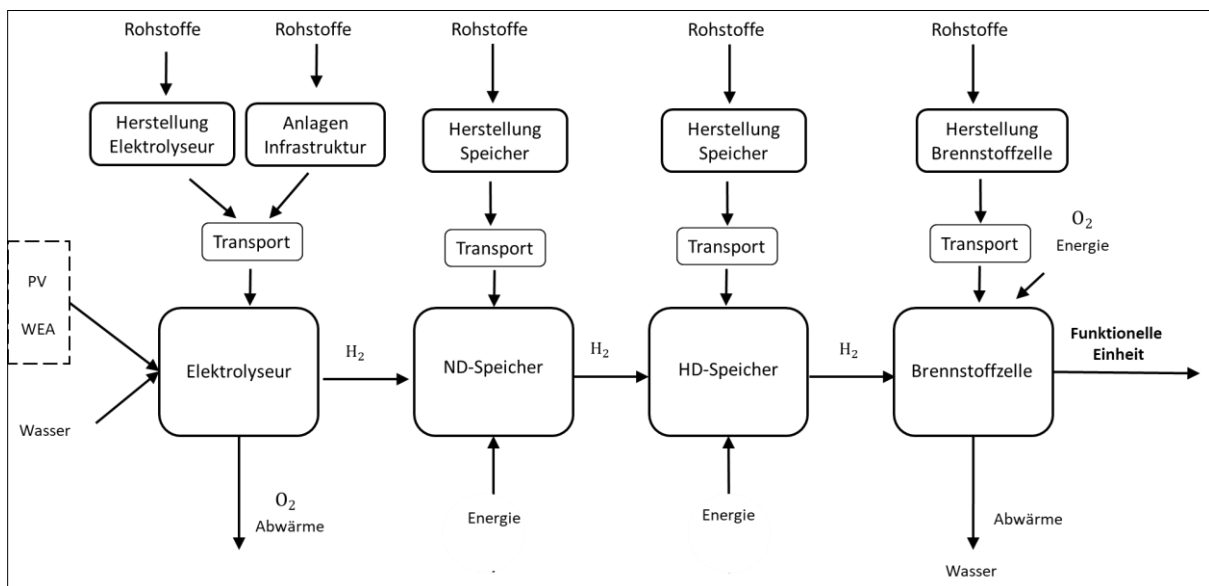 Rohstoffe
Rohstoffe
Rohstoffe
Rohstoffe
Rohstoffe
Herstellung
Elektrolyseur
Anlagen
Infrastruktur
Herstellung
Speicher
Herstellung
Speicher
Herstellung
Brennstoffzelle
Transport
Transport
Transport
Transport
O₂
Energie
PV
WEA
Wasser
Elektrolyseur
H₂
ND-Speicher
H₂
HD-Speicher
H₂
Brennstoffzelle
Funktionelle
Einheit
O₂
Abwärme
Energie
Energie
Abwärme
Wasser